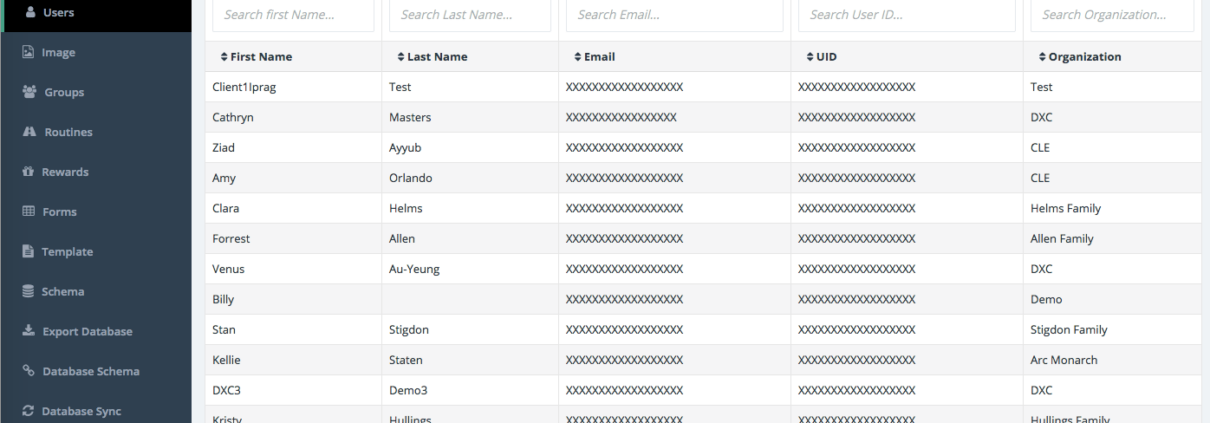 Users
Image
Groups
Routines
Rewards
Forms
Template
Schema
Export Database
Database Schema
Database Sync
Search first Name... Search Last Name... Search Email... Search User ID... Search Organization...
First Name Last Name Email UID Organization
Client1Iprag Test XXXXXXXXXXXXXXXXXX XXXXXXXXXXXXXXXXXX Test
Cathryn Masters XXXXXXXXXXXXXXXXX XXXXXXXXXXXXXXXXXX DXC
Ziad Ayyub XXXXXXXXXXXXXXXXXX XXXXXXXXXXXXXXXXXX CLE
Amy Orlando XXXXXXXXXXXXXXXXXX XXXXXXXXXXXXXXXXXX CLE
Clara Helms XXXXXXXXXXXXXXXXXX XXXXXXXXXXXXXXXXXX Helms Family
Forrest Allen XXXXXXXXXXXXXXXXXX XXXXXXXXXXXXXXXXXX Allen Family
Venus Au-Yeung XXXXXXXXXXXXXXXXXX XXXXXXXXXXXXXXXXXX DXC
Billy XXXXXXXXXXXXXXXXXX XXXXXXXXXXXXXXXXXX Demo
Stan Stigdon XXXXXXXXXXXXXXXXXX XXXXXXXXXXXXXXXXXX Stigdon Family
Kellie Staten XXXXXXXXXXXXXXXXXX XXXXXXXXXXXXXXXXXX Arc Monarch
DXC3 Demo3 XXXXXXXXXXXXXXXXXX XXXXXXXXXXXXXXXXXX DXC
Kristy Hullings XXXXXXXXXXXXXXXXXX XXXXXXXXXXXXXXXXXX Hullings Family